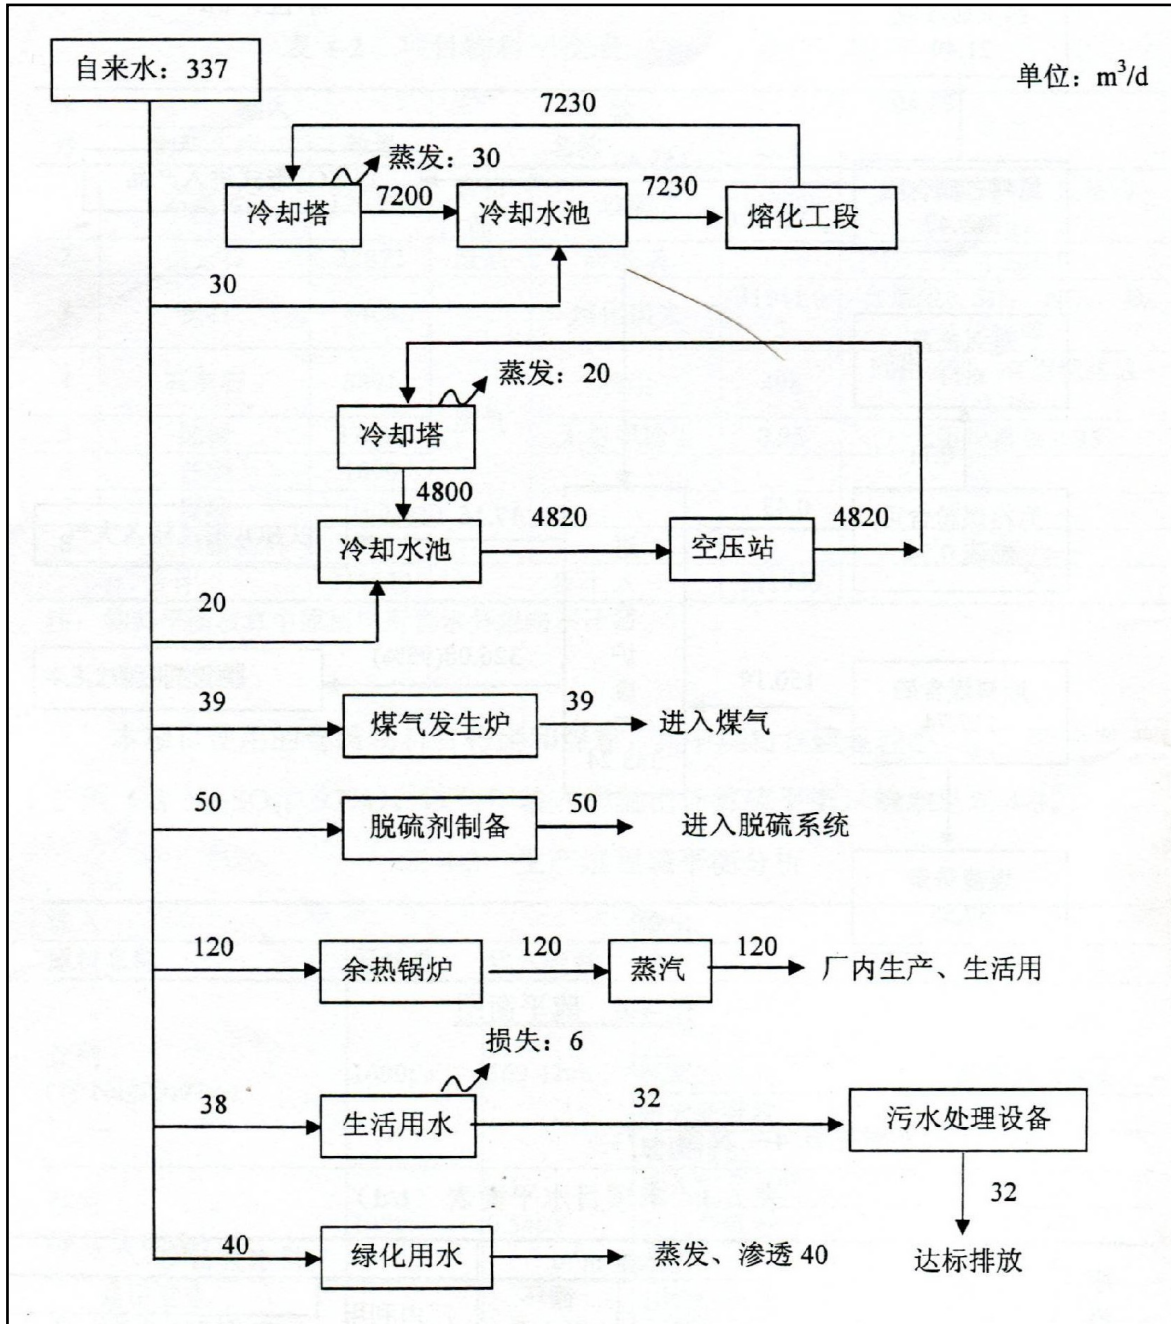 自来水：337
单位：m³/d
7230
蒸发：30
冷却塔
7200
冷却水池
7230
熔化工段
30
蒸发：20
冷却塔
4800
冷却水池
4820
空压站
4820
20
39
煤气发生炉
39
进入煤气
50
脱硫剂制备
50
进入脱硫系统
120
余热锅炉
120
蒸汽
120
厂内生产、生活用
损失：6
38
生活用水
32
污水处理设备
32
40
绿化用水
蒸发、渗透40
达标排放